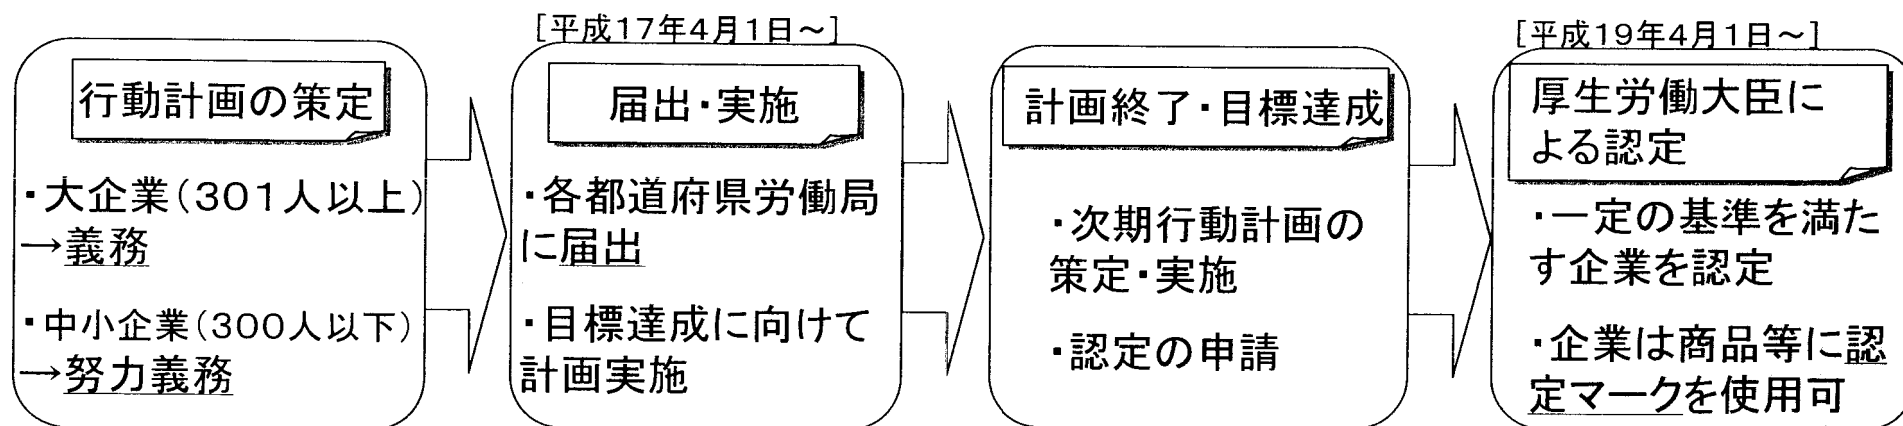 行動計画の策定
・大企業(301人以上)
→義務
・中小企業(300人以下)
→努力義務
[平成17年4月1日～]
届出・実施
・各都道府県労働局
に届出
・目標達成に向けて
計画実施
計画終了・目標達成
・次期行動計画の
策定・実施
・認定の申請
[平成19年4月1日～]
厚生労働大臣に
よる認定
・一定の基準を満た
す企業を認定
・企業は商品等に認
定マークを使用可